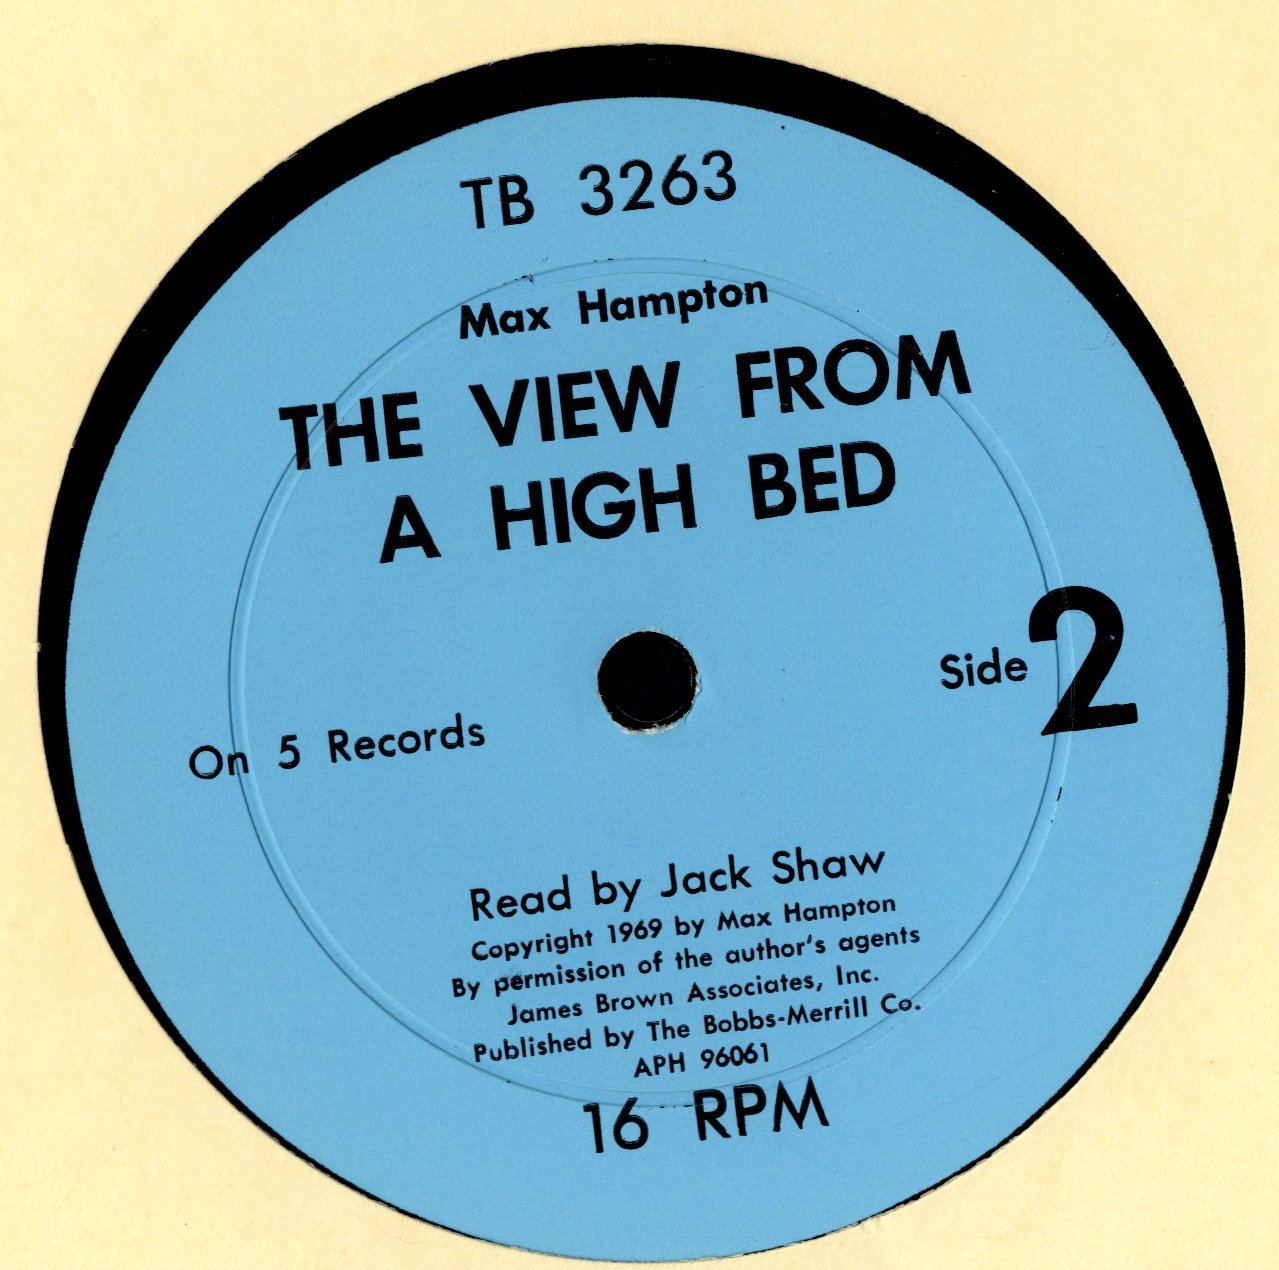 TB 3263
Max Hampton
THE VIEW FROM
A HIGH BED
Side 2
On 5 Records
Read by Jack Shaw
Copyright 1969 by Max Hampton
By permission of the author's agents
James Brown Associates, Inc.
Published by The Bobbs-Merrill Co.
APH 96061
16 RPM